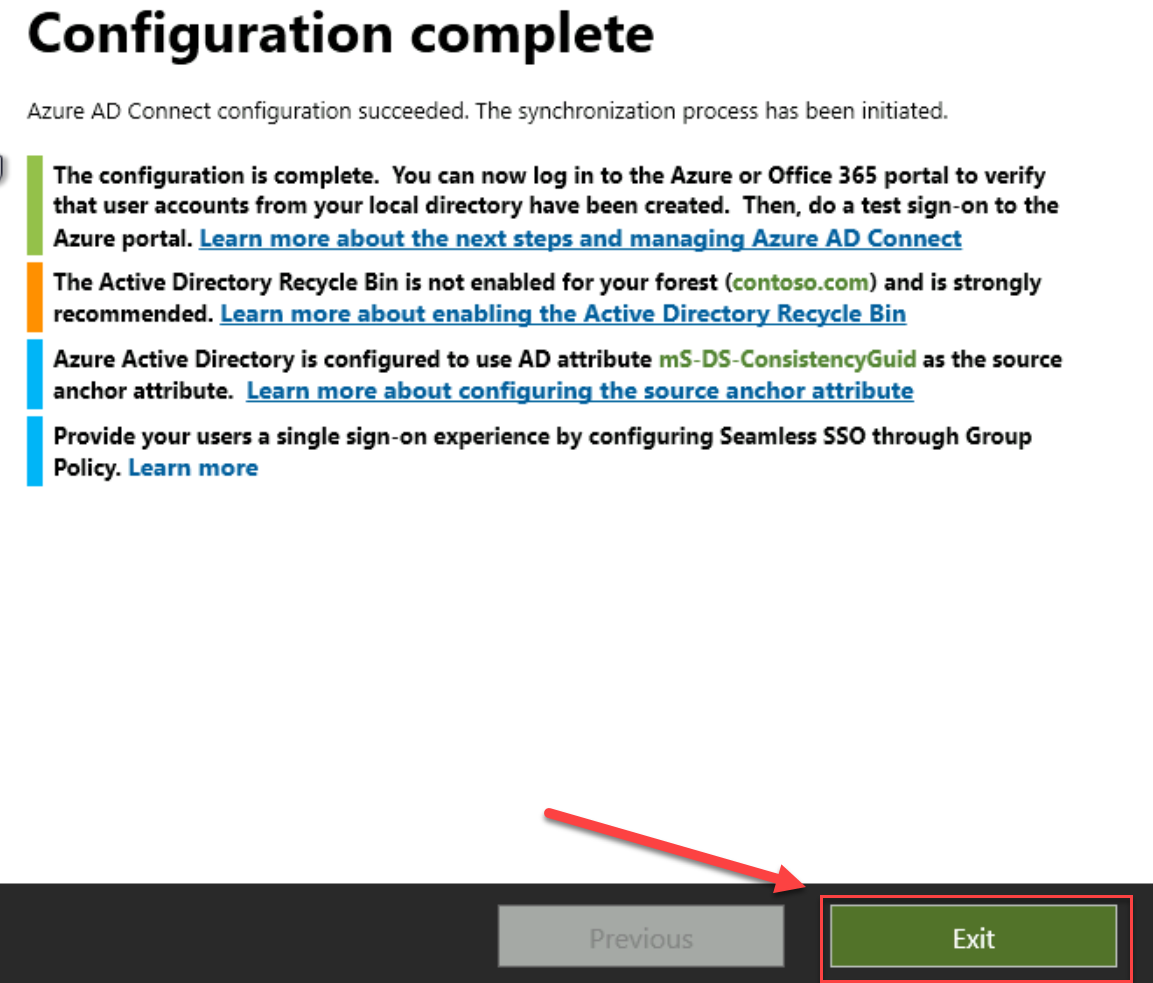 Configuration complete
Azure AD Connect configuration succeeded. The synchronization process has been initiated.
The configuration is complete.  You can now log in to the Azure or Office 365 portal to verify
that user accounts from your local directory have been created.  Then, do a test sign-on to the
Azure portal. Learn more about the next steps and managing Azure AD Connect
The Active Directory Recycle Bin is not enabled for your forest (contoso.com) and is strongly
recommended. Learn more about enabling the Active Directory Recycle Bin
Azure Active Directory is configured to use AD attribute mS-DS-ConsistencyGuid as the source
anchor attribute.  Learn more about configuring the source anchor attribute
Provide your users a single sign-on experience by configuring Seamless SSO through Group
Policy. Learn more
Previous
Exit